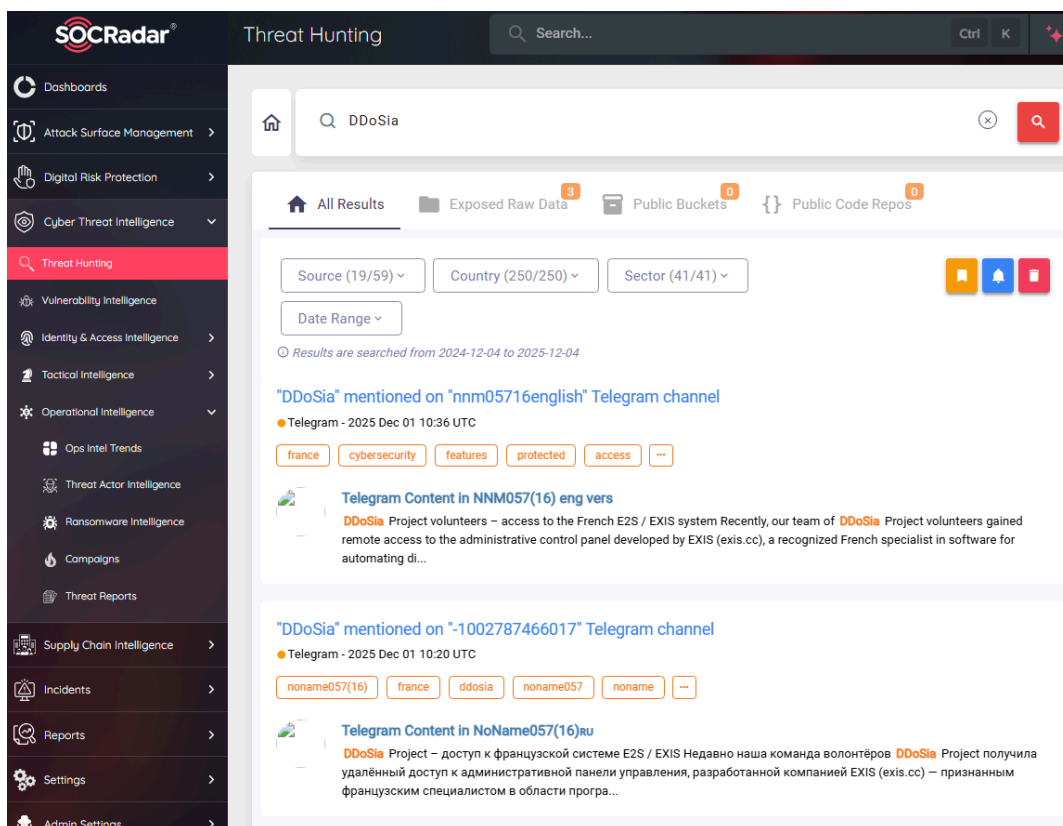 SOCRadar®
Threat Hunting
Search...
Ctrl K
Dashboards
Attack Surface Management
Digital Risk Protection
Cyber Threat Intelligence
Threat Hunting
Vulnerability Intelligence
Identity & Access Intelligence
Tactical Intelligence
Operational Intelligence
Ops Intel Trends
Threat Actor Intelligence
Ransomware Intelligence
Campaigns
Threat Reports
Supply Chain Intelligence
Incidents
Reports
Settings
Admin Settings
DDoSia
All Results
Exposed Raw Data 3
Public Buckets 0
{} Public Code Repos 0
Source (19/59)
Country (250/250)
Sector (41/41)
Date Range
Results are searched from 2024-12-04 to 2025-12-04
"DDoSia" mentioned on "nnm05716english" Telegram channel
Telegram - 2025 Dec 01 10:36 UTC
france cybersecurity features protected access ...
Telegram Content in NNM057(16) eng vers
DDoSia Project volunteers – access to the French E2S / EXIS system Recently, our team of DDoSia Project volunteers gained
remote access to the administrative control panel developed by EXIS (exis.cc), a recognized French specialist in software for
automating di...
"DDoSia" mentioned on "-1002787466017" Telegram channel
Telegram - 2025 Dec 01 10:20 UTC
noname057(16) france ddosia noname057 noname ...
Telegram Content in NoName057(16)RU
DDoSia Project – доступ к французской системе E2S / EXIS Недавно наша команда волонтёров DDoSia Project получила
удалённый доступ к административной панели управления, разработанной компанией EXIS (exis.cc) — признанным
французским специалистом в области програ...